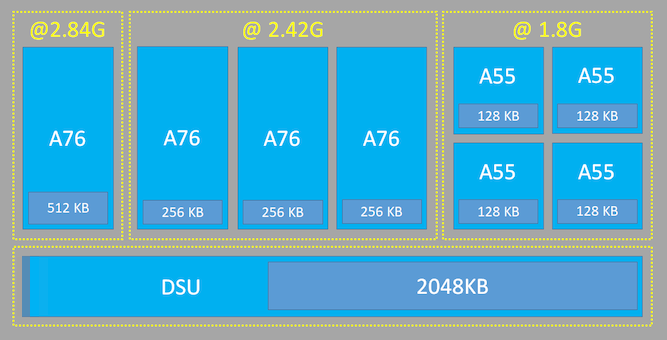 @2.84G
@ 2.42G
@ 1.8G
A76
512 KB
A76
256 KB
A76
256 KB
A76
256 KB
A55
128 KB
A55
128 KB
A55
128 KB
A55
128 KB
DSU
2048KB